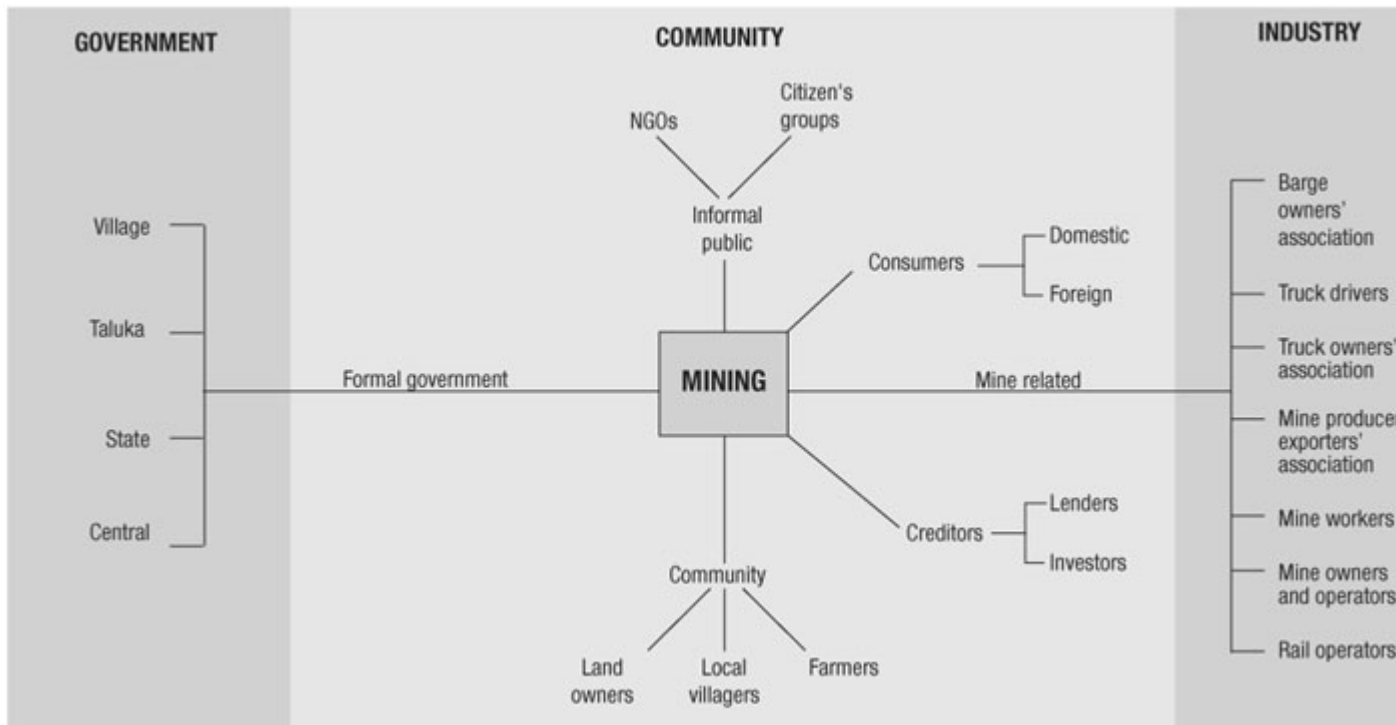 GOVERNMENT
Village
Taluka
State
Central
Formal government
COMMUNITY
NGOs
Citizen's
groups
Informal
public
Consumers
Domestic
Foreign
MINING
Mine related
Creditors
Lenders
Investors
Community
Land
owners
Local
villagers
Farmers
INDUSTRY
Barge
owners'
association
Truck drivers
Truck owners'
association
Mine producer
exporters'
association
Mine workers
Mine owners
and operators
Rail operators